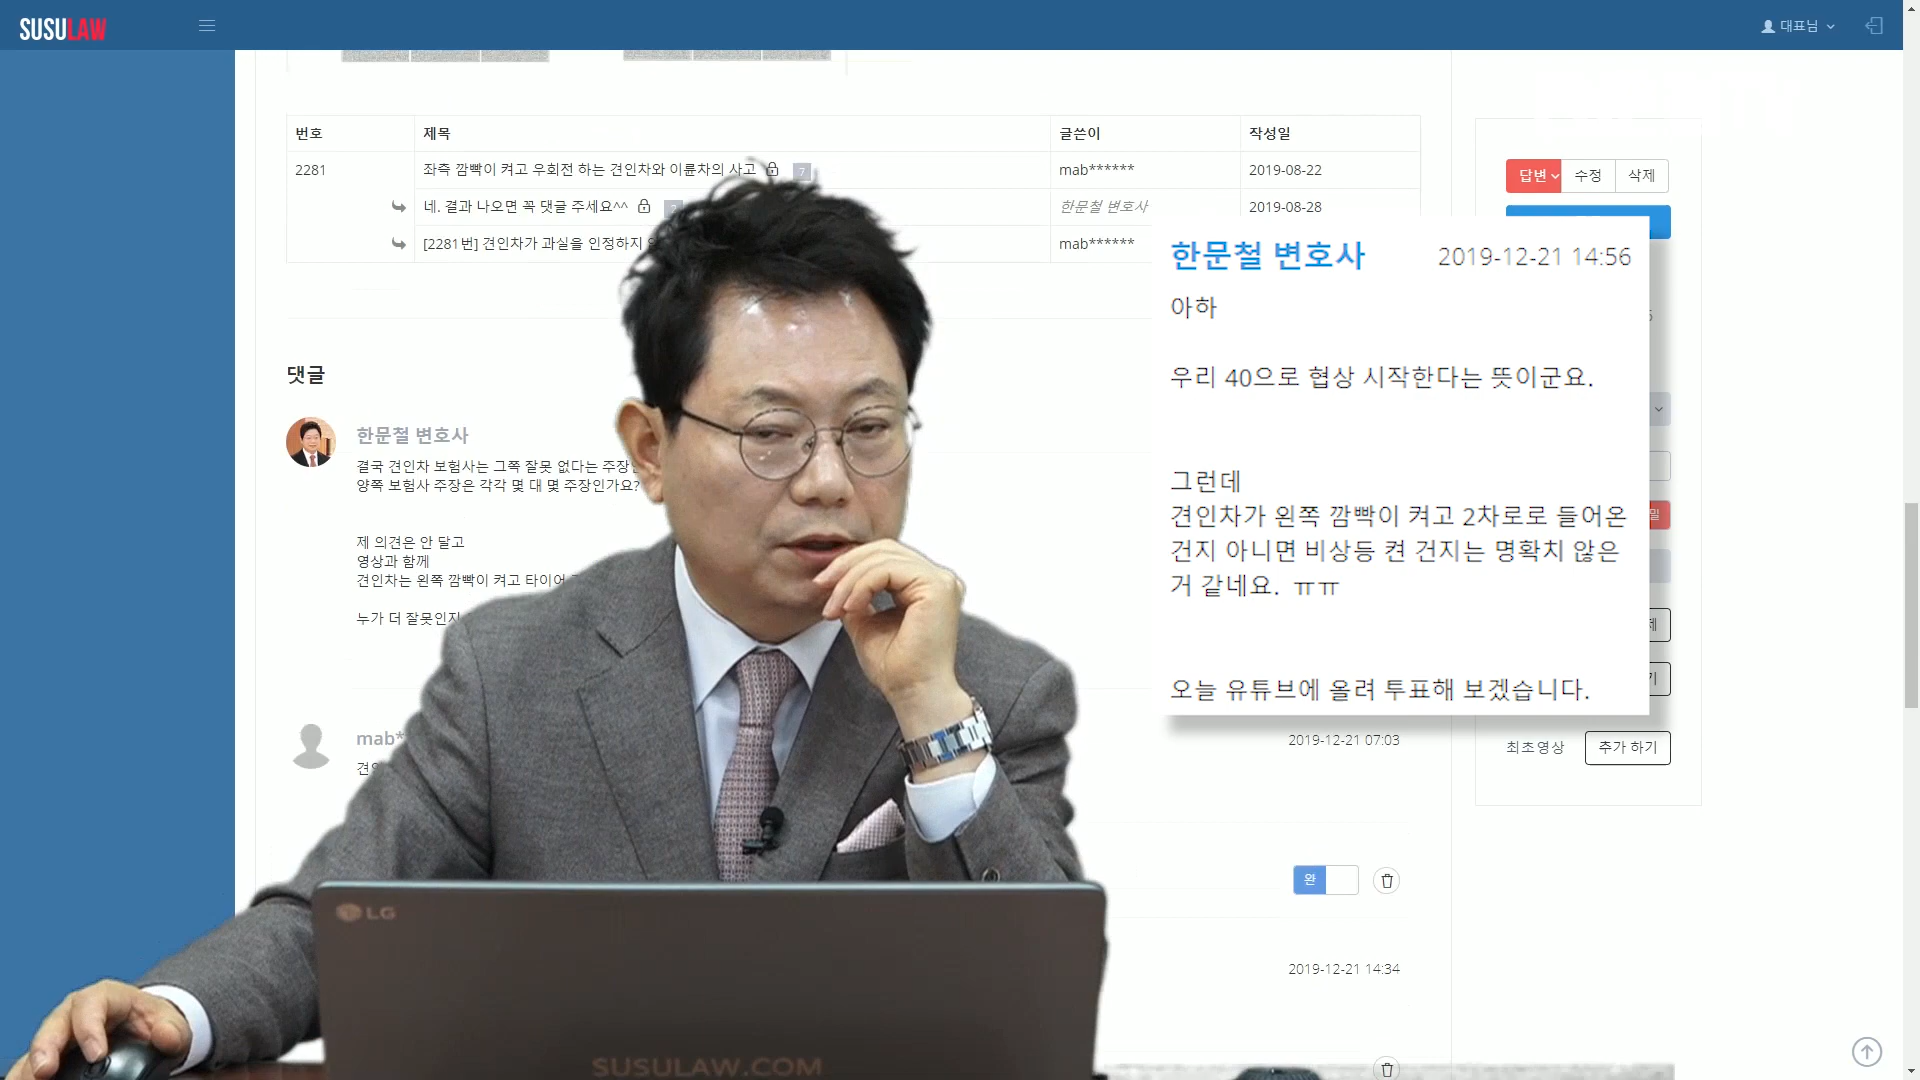 SUSULAW
대표님
번호
제목
글쓴이
작성일
2281
좌측 깜빡이 켜고 우회전 하는 견인차와 이륜차의 사고
7
mab******
2019-08-22
네. 결과 나오면 꼭 댓글 주세요^^
한문철 변호사
2019-08-28
[2281번] 견인차가 과실을 인정하지
mab******
답변
수정
삭제
한문철 변호사
2019-12-21 14:56
아하
우리 40으로 협상 시작한다는 뜻이군요.
그런데
견인차가 왼쪽 깜빡이 켜고 2차로로 들어온
건지 아니면 비상등 켠 건지는 명확치 않은
거 같네요. ㅠㅠ
오늘 유튜브에 올려 투표해 보겠습니다.
댓글
한문철 변호사
결국 견인차 보험사는 그쪽 잘못 없다는
양쪽 보험사 주장은 각각 몇 대 몇 주장인가요?
제 의견은 안 달고
영상과 함께
견인차는 왼쪽 깜빡이 켜고 타이어
누가 더 잘못인지
mab*
2019-12-21 07:03
최초영상
추가 하기
완
2019-12-21 14:34
LG
SUSULAW.COM